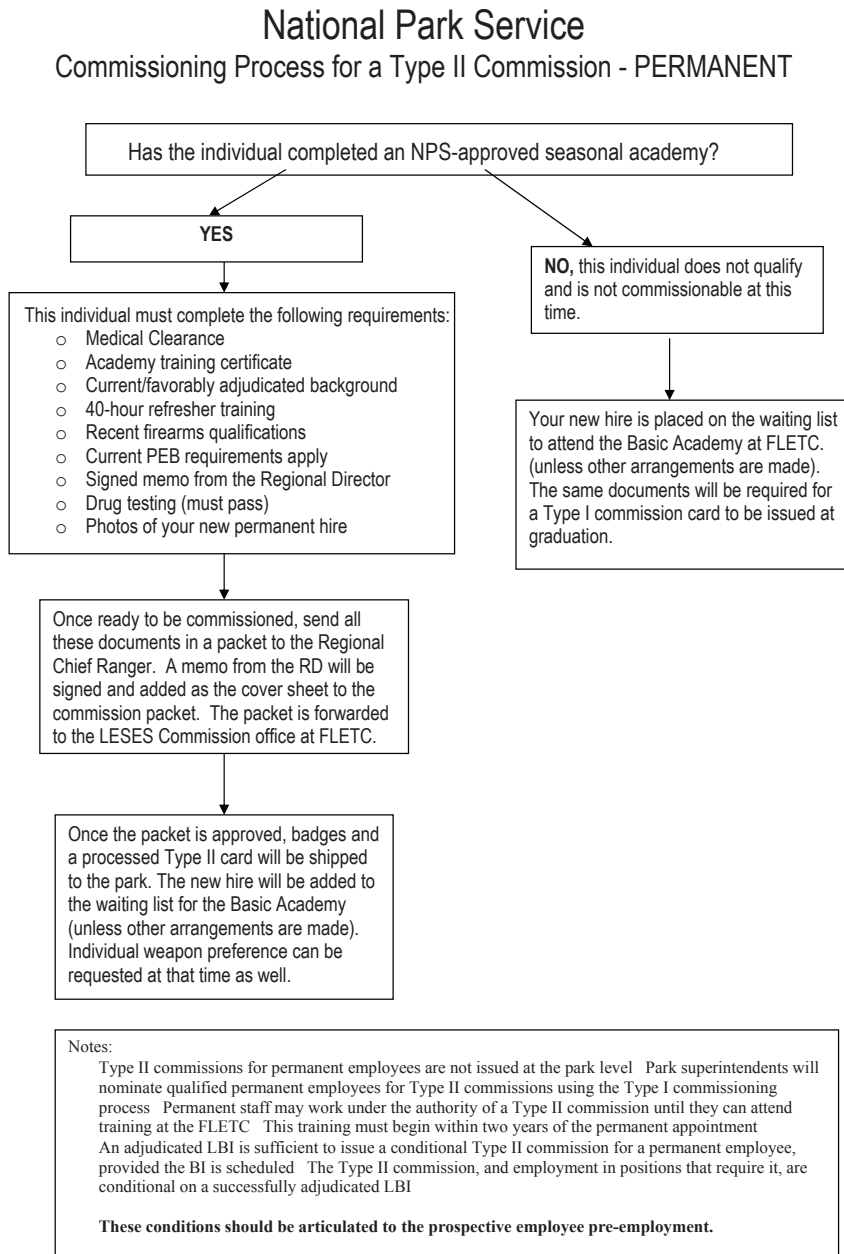 National Park Service
Commissioning Process for a Type II Commission - PERMANENT
Has the individual completed an NPS-approved seasonal academy?
YES
This individual must complete the following requirements:
o Medical Clearance
o Academy training certificate
o Current/favorably adjudicated background
o 40-hour refresher training
o Recent firearms qualifications
o Current PEB requirements apply
o Signed memo from the Regional Director
o Drug testing (must pass)
o Photos of your new permanent hire
Once ready to be commissioned, send all
these documents in a packet to the Regional
Chief Ranger. A memo from the RD will be
signed and added as the cover sheet to the
commission packet. The packet is forwarded
to the LESES Commission office at FLETC.
Once the packet is approved, badges and
a processed Type II card will be shipped
to the park. The new hire will be added to
the waiting list for the Basic Academy
(unless other arrangements are made).
Individual weapon preference can be
requested at that time as well.
NO, this individual does not qualify
and is not commissionable at this
time.
Your new hire is placed on the waiting list
to attend the Basic Academy at FLETC.
(unless other arrangements are made).
The same documents will be required for
a Type I commission card to be issued at
graduation.
Notes:
Type II commissions for permanent employees are not issued at the park level Park superintendents will
nominate qualified permanent employees for Type II commissions using the Type I commissioning
process Permanent staff may work under the authority of a Type II commission until they can attend
training at the FLETC This training must begin within two years of the permanent appointment
An adjudicated LBI is sufficient to issue a conditional Type II commission for a permanent employee,
provided the BI is scheduled The Type II commission, and employment in positions that require it, are
conditional on a successfully adjudicated LBI
These conditions should be articulated to the prospective employee pre-employment.